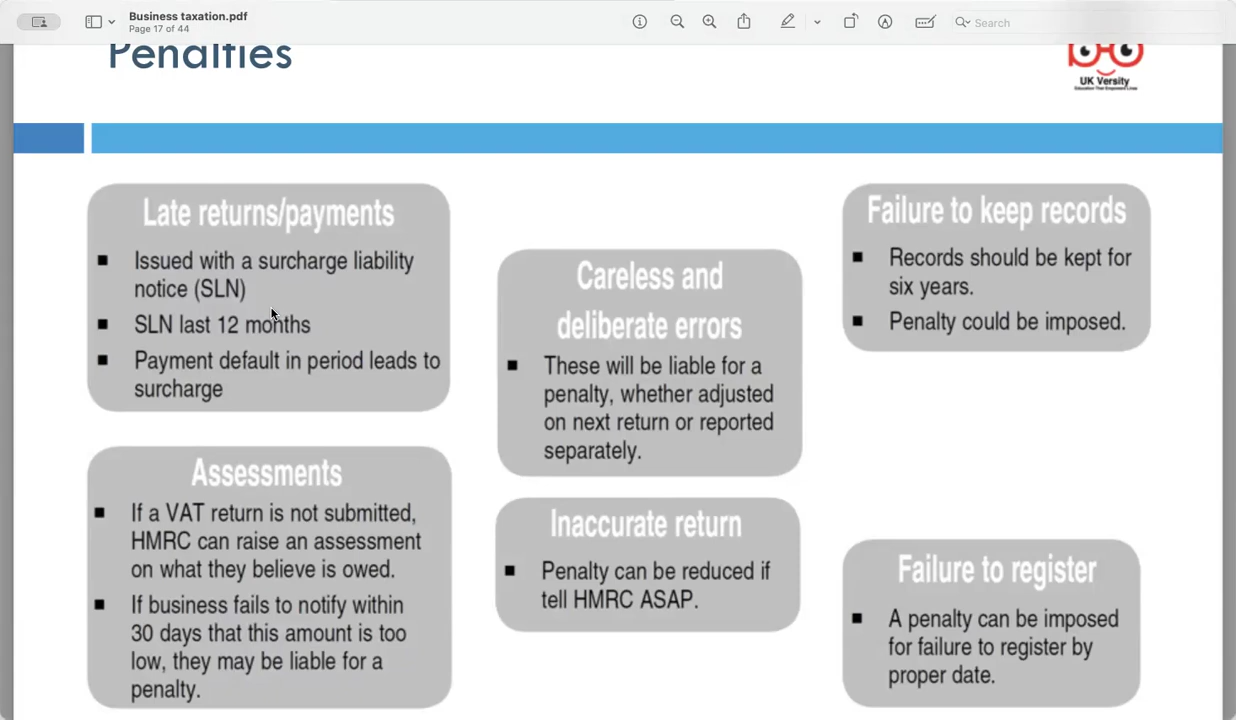 Business taxation.pdf
Page 17 of 44
Search
Penalties
UK Versity
Education That Empowers Lives
Late returns/payments
■ Issued with a surcharge liability
notice (SLN)
■ SLN last 12 months
■ Payment default in period leads to
surcharge
Assessments
■ If a VAT return is not submitted,
HMRC can raise an assessment
on what they believe is owed.
■ If business fails to notify within
30 days that this amount is too
low, they may be liable for a
penalty.
Careless and
deliberate errors
■ These will be liable for a
penalty, whether adjusted
on next return or reported
separately.
Inaccurate return
■ Penalty can be reduced if
tell HMRC ASAP.
Failure to keep records
■ Records should be kept for
six years.
■ Penalty could be imposed.
Failure to register
■ A penalty can be imposed
for failure to register by
proper date.